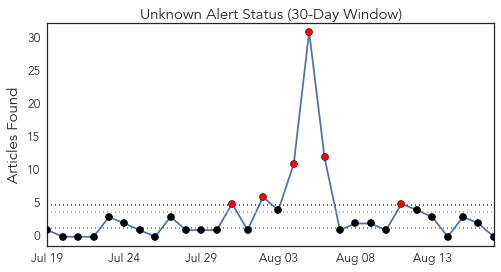 Unknown Alert Status (30-Day Window)
Articles Found
30
25
20
15
10
5
0
Jul 19
Jul 24
Jul 29
Aug 03
Aug 08
Aug 13